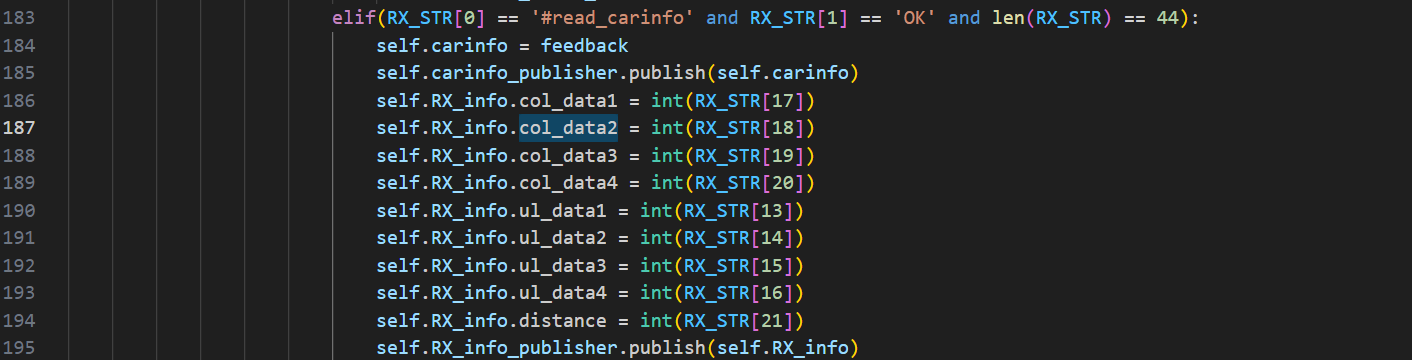 183 elif(RX_STR[0] == '#read_carinfo' and RX_STR[1] == 'OK' and len(RX_STR) == 44):
184 self.carinfo = feedback
185 self.carinfo_publisher.publish(self.carinfo)
186 self.RX_info.col_data1 = int(RX_STR[17])
187 self.RX_info.col_data2 = int(RX_STR[18])
188 self.RX_info.col_data3 = int(RX_STR[19])
189 self.RX_info.col_data4 = int(RX_STR[20])
190 self.RX_info.ul_data1 = int(RX_STR[13])
191 self.RX_info.ul_data2 = int(RX_STR[14])
192 self.RX_info.ul_data3 = int(RX_STR[15])
193 self.RX_info.ul_data4 = int(RX_STR[16])
194 self.RX_info.distance = int(RX_STR[21])
195 self.RX_info_publisher.publish(self.RX_info)